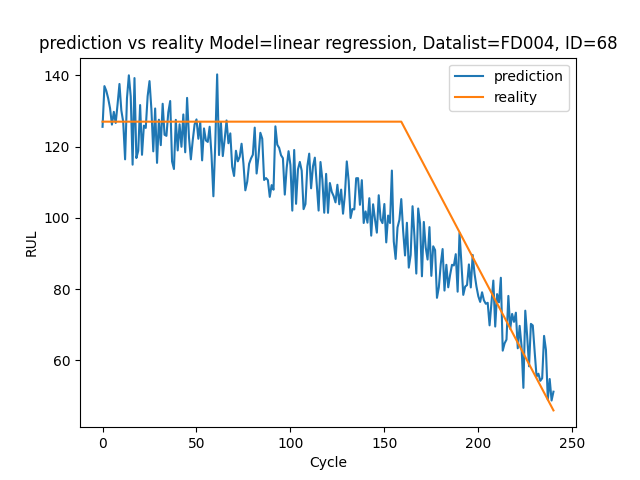 prediction vs reality Model=linear regression, Datalist=FD004, ID=68
prediction
reality
140
120
100
80
60
RUL
0
50
100
150
200
250
Cycle